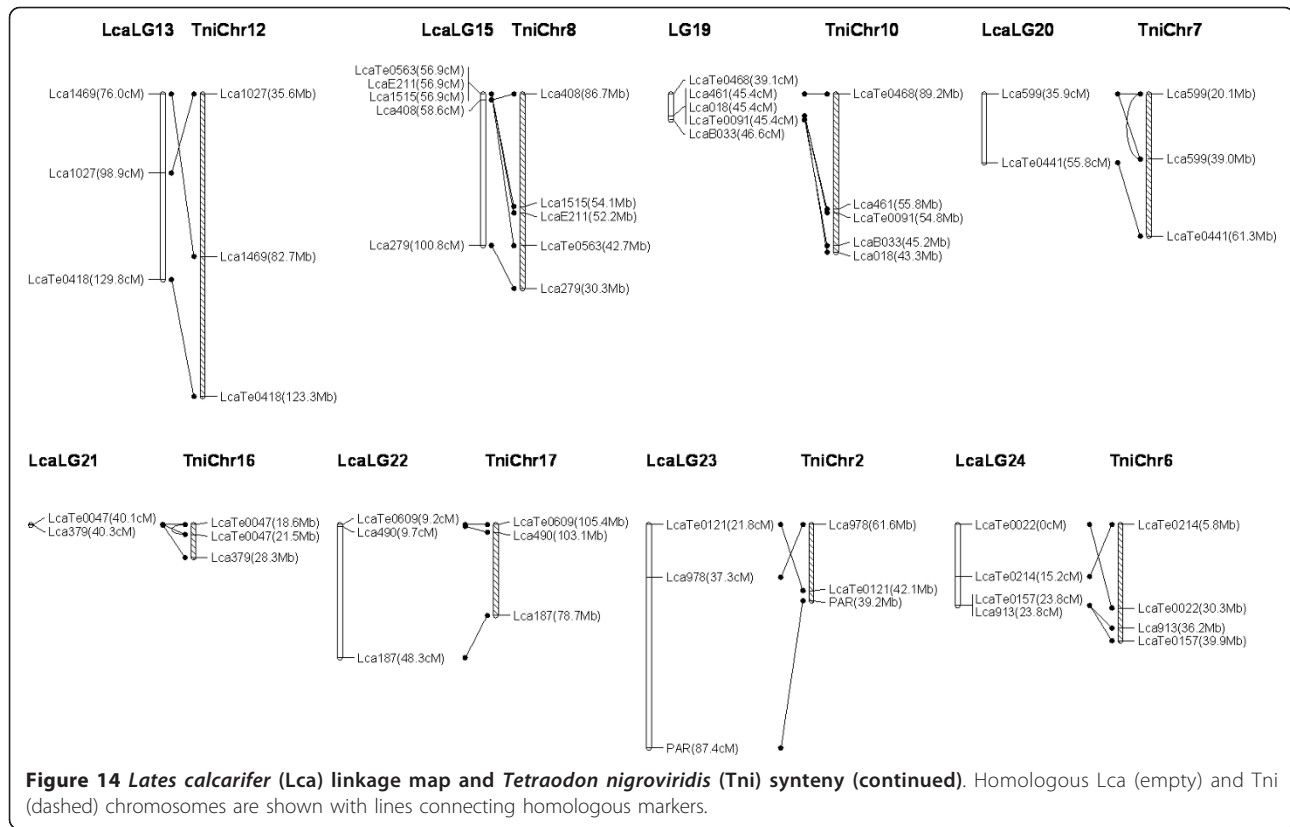 LcaLG13 TniChr12
Lca1469(76.0cM)
Lca1027(98.9cM)
LcaTe0418(129.8cM)
Lca1027(35.6Mb)
Lca1469(82.7Mb)
LcaTe0418(123.3Mb)
LcaLG15 TniChr8
LcaTe0563(56.9cM)
LcaE211(56.9cM)
Lca1515(56.9cM)
Lca408(58.6cM)
Lca279(100.8cM)
Lca408(86.7Mb)
Lca1515(54.1Mb)
LcaE211(52.2Mb)
LcaTe0563(42.7Mb)
Lca279(30.3Mb)
LG19 TniChr10
LcaTe0468(39.1cM)
Lca461(45.4cM)
Lca018(45.4cM)
LcaTe0091(45.4cM)
LcaB033(46.6cM)
LcaTe0468(89.2Mb)
Lca461(55.8Mb)
LcaTe0091(54.8Mb)
LcaB033(45.2Mb)
Lca018(43.3Mb)
LcaLG20 TniChr7
Lca599(35.9cM)
LcaTe0441(55.8cM)
Lca599(20.1Mb)
Lca599(39.0Mb)
LcaTe0441(61.3Mb)
LcaLG21 TniChr16
LcaTe0047(40.1cM)
Lca379(40.3cM)
LcaTe0047(18.6Mb)
LcaTe0047(21.5Mb)
Lca379(28.3Mb)
LcaLG22 TniChr17
LcaTe0609(9.2cM)
Lca490(9.7cM)
Lca187(48.3cM)
LcaTe0609(105.4Mb)
Lca490(103.1Mb)
Lca187(78.7Mb)
LcaLG23 TniChr2
LcaTe0121(21.8cM)
Lca978(37.3cM)
PAR(87.4cM)
Lca978(61.6Mb)
LcaTe0121(42.1Mb)
PAR(39.2Mb)
LcaLG24 TniChr6
LcaTe0022(0cM)
LcaTe0214(15.2cM)
LcaTe0157(23.8cM)
Lca913(23.8cM)
LcaTe0214(5.8Mb)
LcaTe0022(30.3Mb)
Lca913(36.2Mb)
LcaTe0157(39.9Mb)
Figure 14 Lates calcarifer (Lca) linkage map and Tetraodon nigroviridis (Tni) synteny (continued). Homologous Lca (empty) and Tni
(dashed) chromosomes are shown with lines connecting homologous markers.